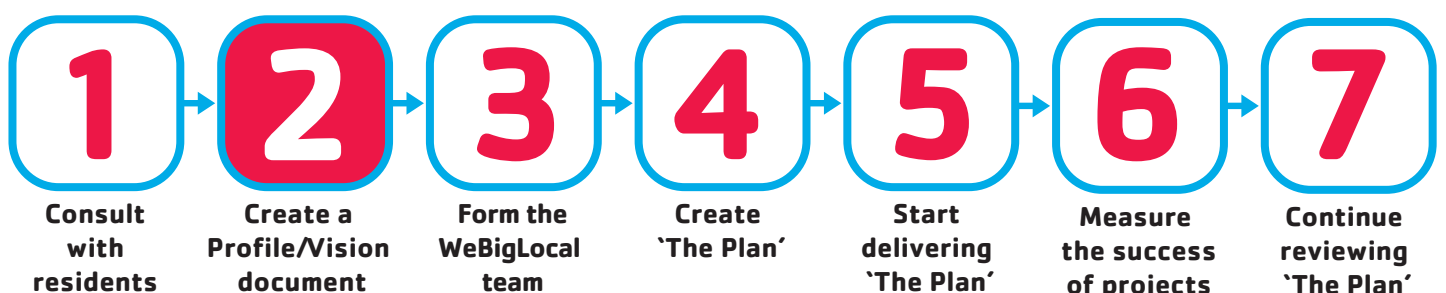 1
Consult
with
residents
2
Create a
Profile/Vision
document
3
Form the
WeBigLocal
team
4
Create
‘The Plan’
5
Start
delivering
‘The Plan’
6
Measure
the success
of projects
7
Continue
reviewing
‘The Plan’